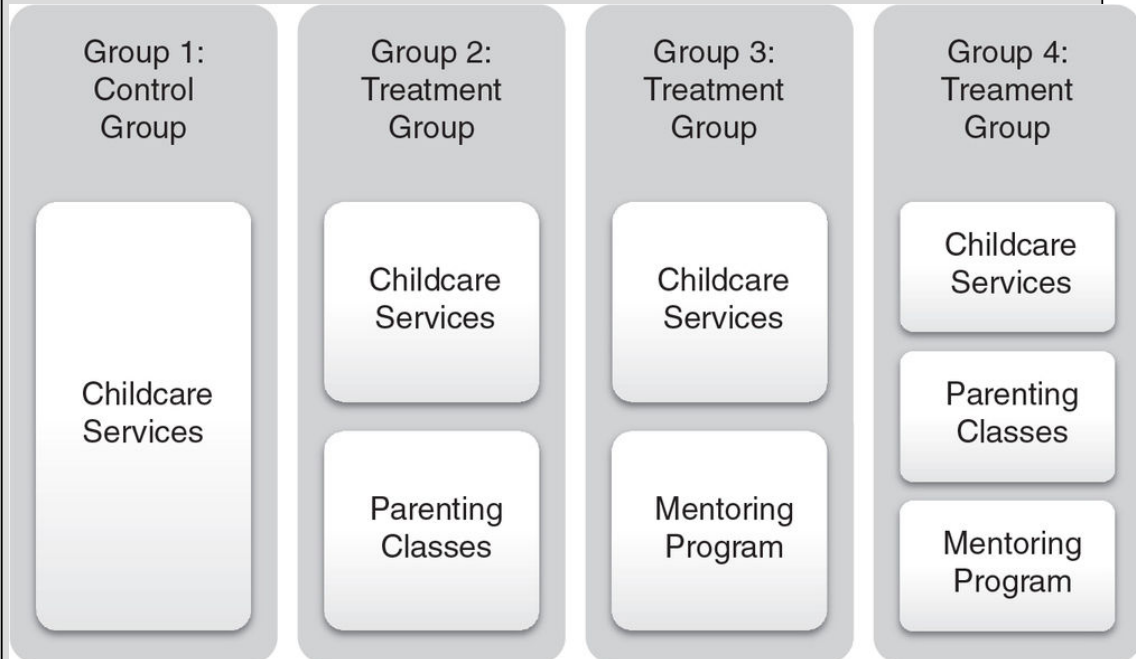 Group 1:
Control
Group
Childcare
Services
Group 2:
Treatment
Group
Childcare
Services
Parenting
Classes
Group 3:
Treatment
Group
Childcare
Services
Mentoring
Program
Group 4:
Treament
Group
Childcare
Services
Parenting
Classes
Mentoring
Program